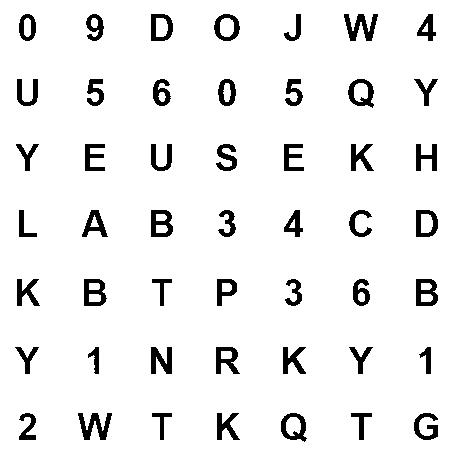 0 9 D O J W 4
U 5 6 0 5 Q Y
Y E U S E K H
L A B 3 4 C D
K B T P 3 6 B
Y 1 N R K Y 1
2 W T K Q T G